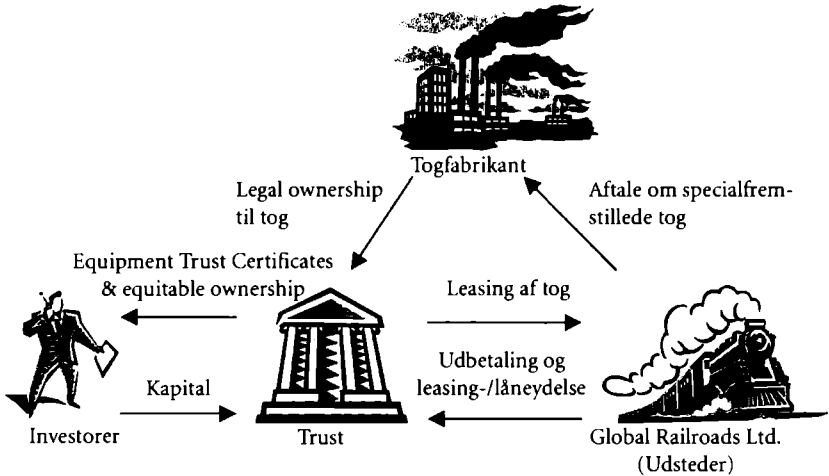 Togfabrikant
Legal ownership
til tog
Aftale om specialfrem-
stillede tog
Equipment Trust Certificates
& equitable ownership
Leasing af tog
Kapital
Udbetaling og
leasing-/låneydelse
Investorer
Trust
Global Railroads Ltd.
(Udsteder)